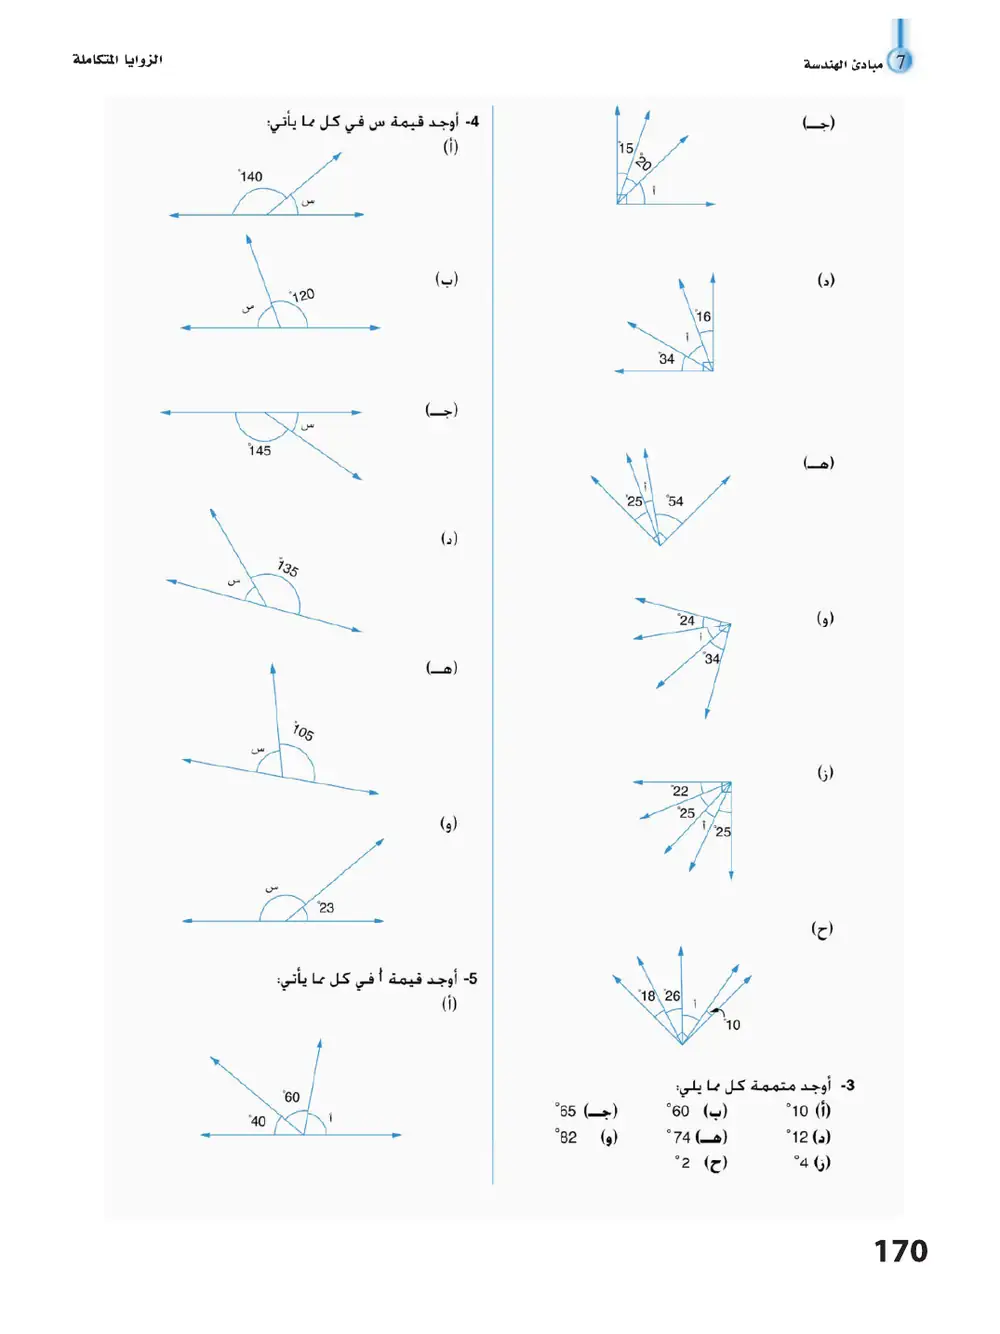 7 مبادئ الهندسة
الزوايا المتكاملة
(جـ)
15°
20°
أ
(د)
16°
أ
34°
(هـ)
أ
25°
54°
(و)
24°
أ
34°
(ز)
22°
25°
أ
25°
(ح)
18°
26°
أ
10°
3- أوجد متممة كل مما يلي:
(أ) 10° (ب) 60° (جـ) 65°
(د) 12° (هـ) 74° (و) 82°
(ز) 4° (ح) 2°
4- أوجد قيمة س في كل مما يأتي:
(أ)
140°
س
(ب)
120°
س
(جـ)
س
145°
(د)
135°
س
(هـ)
105°
س
(و)
س
23°
5- أوجد قيمة أ في كل مما يأتي:
(أ)
60°
40°
أ
170